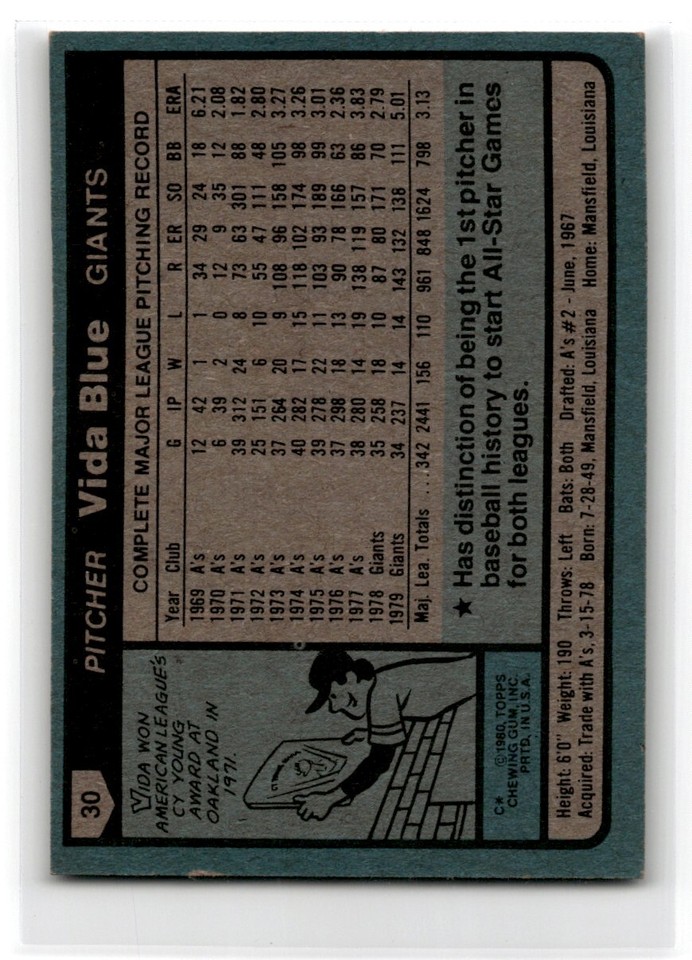 30
PITCHER Vida Blue GIANTS
VIDA WON
AMERICAN LEAGUE'S
CY YOUNG
AWARD AT
OAKLAND IN
1971.
C* ©1980, TOPPS
CHEWING GUM, INC.
PRTD. IN U.S.A.
COMPLETE MAJOR LEAGUE PITCHING RECORD
Year Club G IP W L R ER SO BB ERA
1969 A's 12 42 1 1 34 29 24 18 6.21
1970 A's 6 39 2 0 12 9 35 12 2.08
1971 A's 39 312 24 8 73 63 301 88 1.82
1972 A's 25 151 6 10 55 47 111 48 2.80
1973 A's 37 264 20 9 108 96 158 105 3.27
1974 A's 40 282 17 15 118 102 174 98 3.26
1975 A's 39 278 22 11 103 93 189 99 3.01
1976 A's 37 298 18 13 90 78 166 63 2.36
1977 A's 38 280 14 19 138 119 157 86 3.83
1978 Giants 35 258 18 10 87 80 171 70 2.79
1979 Giants 34 237 14 14 143 132 138 111 5.01
Maj. Lea. Totals ...342 2441 156 110 961 848 1624 798 3.13
★ Has distinction of being the 1st pitcher in
baseball history to start All-Star Games
for both leagues.
Height: 6'0" Weight: 190 Throws: Left Bats: Both Drafted: A's #2 - June, 1967
Acquired: Trade with A's, 3-15-78 Born: 7-28-49, Mansfield, Louisiana Home: Mansfield, Louisiana